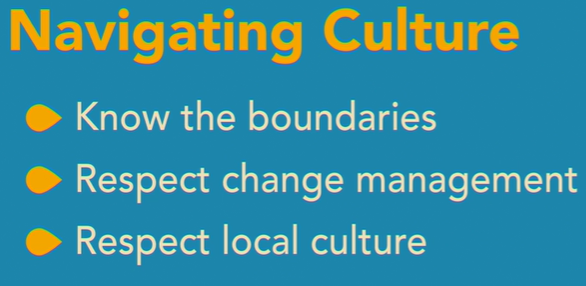 Navigating Culture
Know the boundaries
Respect change management
Respect local culture